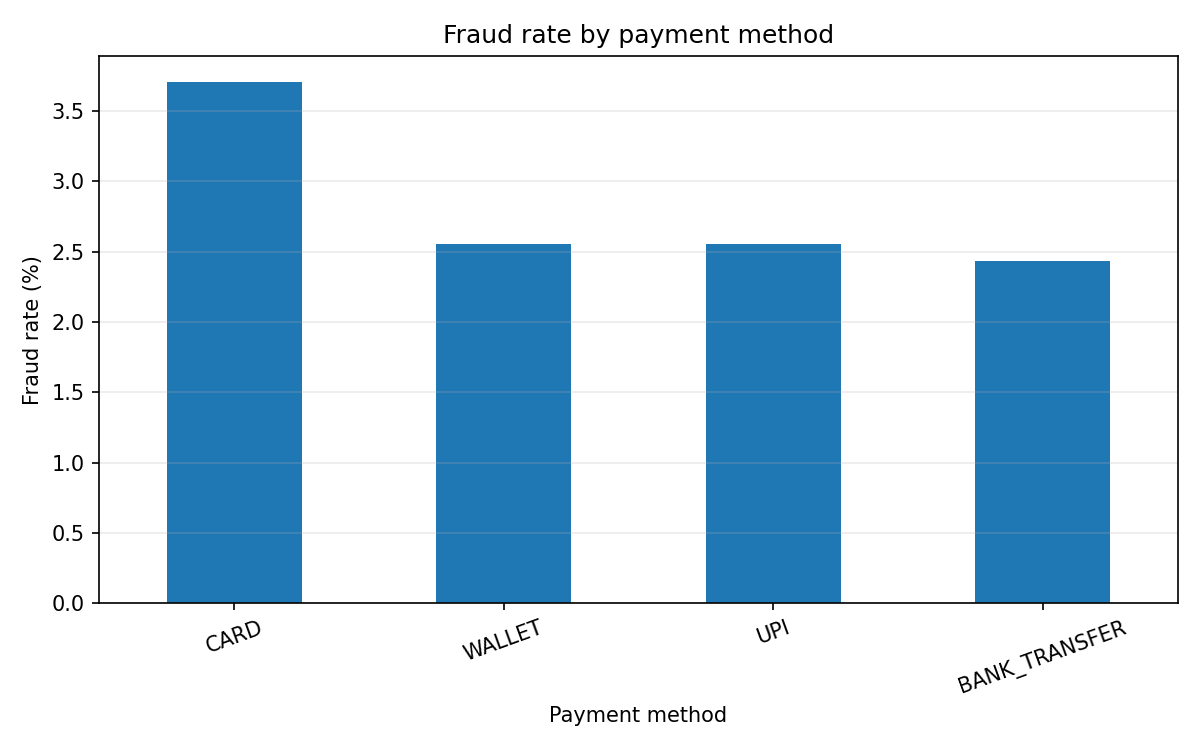 Fraud rate by payment method
Fraud rate (%)
3.5
3.0
2.5
2.0
1.5
1.0
0.5
0.0
CARD
WALLET
UPI
BANK_TRANSFER
Payment method